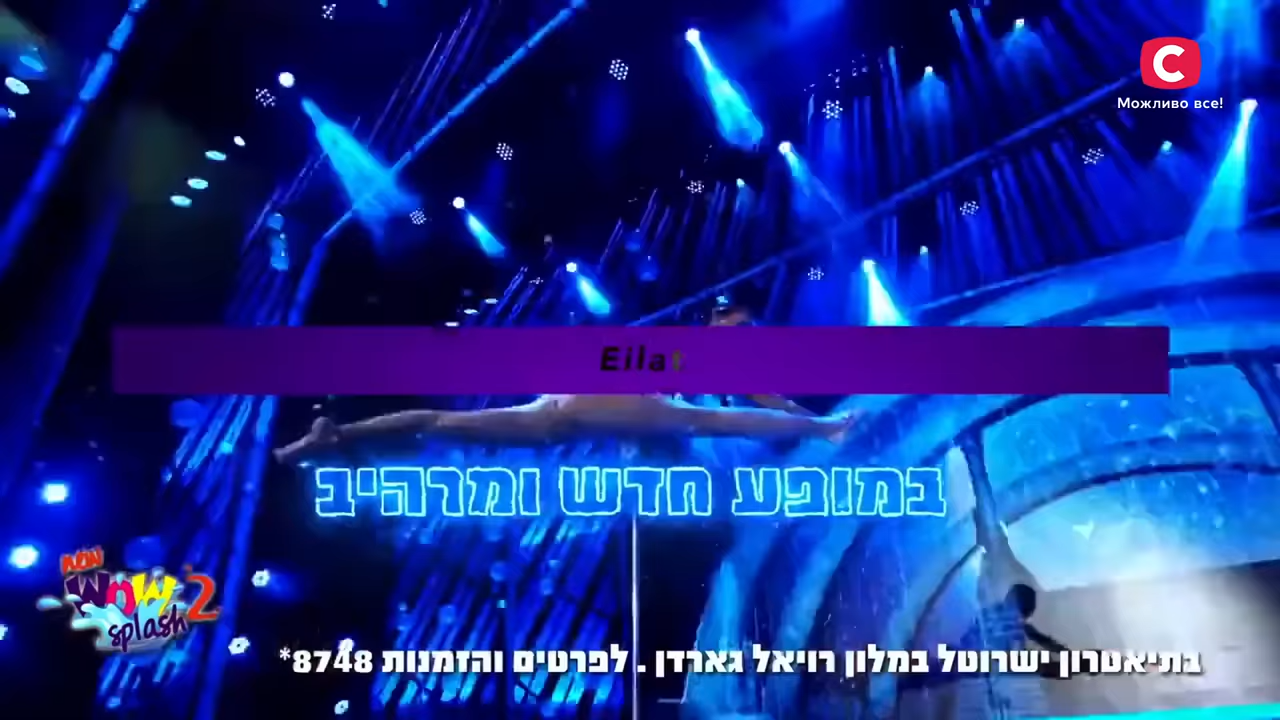 C
Можливо все!
Eilat
במופע חדש ומרהיב
WOW 2
splash
בתיאטרון ישרוטל במלון רויאל גארדן . לפרטים והזמנות 8748*